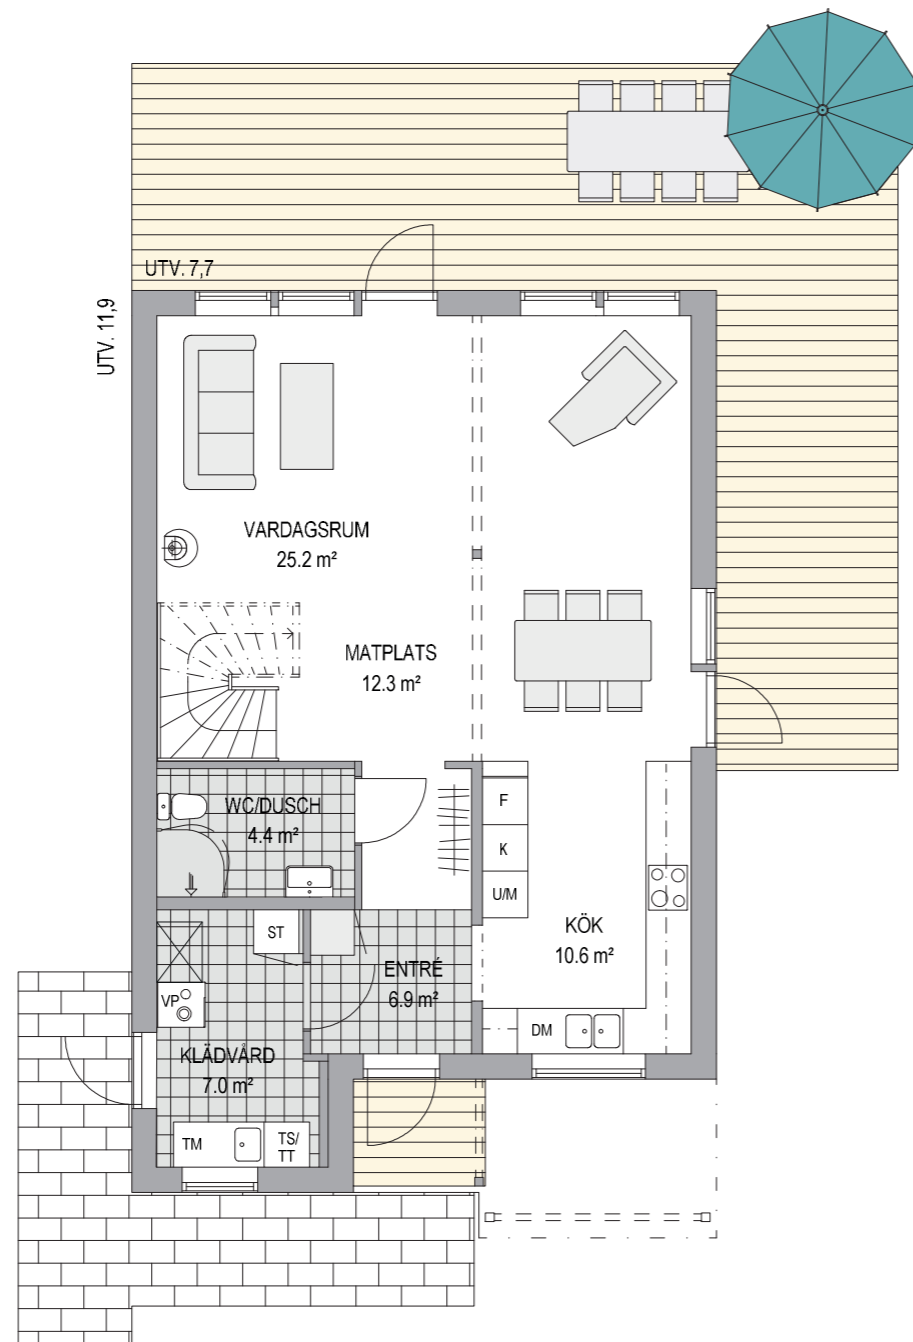 UTV. 7,7
UTV. 11,9
VARDAGSRUM
25.2 m²
MATPLATS
12.3 m²
WC/DUSCH
4.4 m²
F
K
U/M
KÖK
10.6 m²
ST
ENTRÉ
6.9 m²
VP
DM
KLÄDVÅRD
7.0 m²
TM
TS/
TT